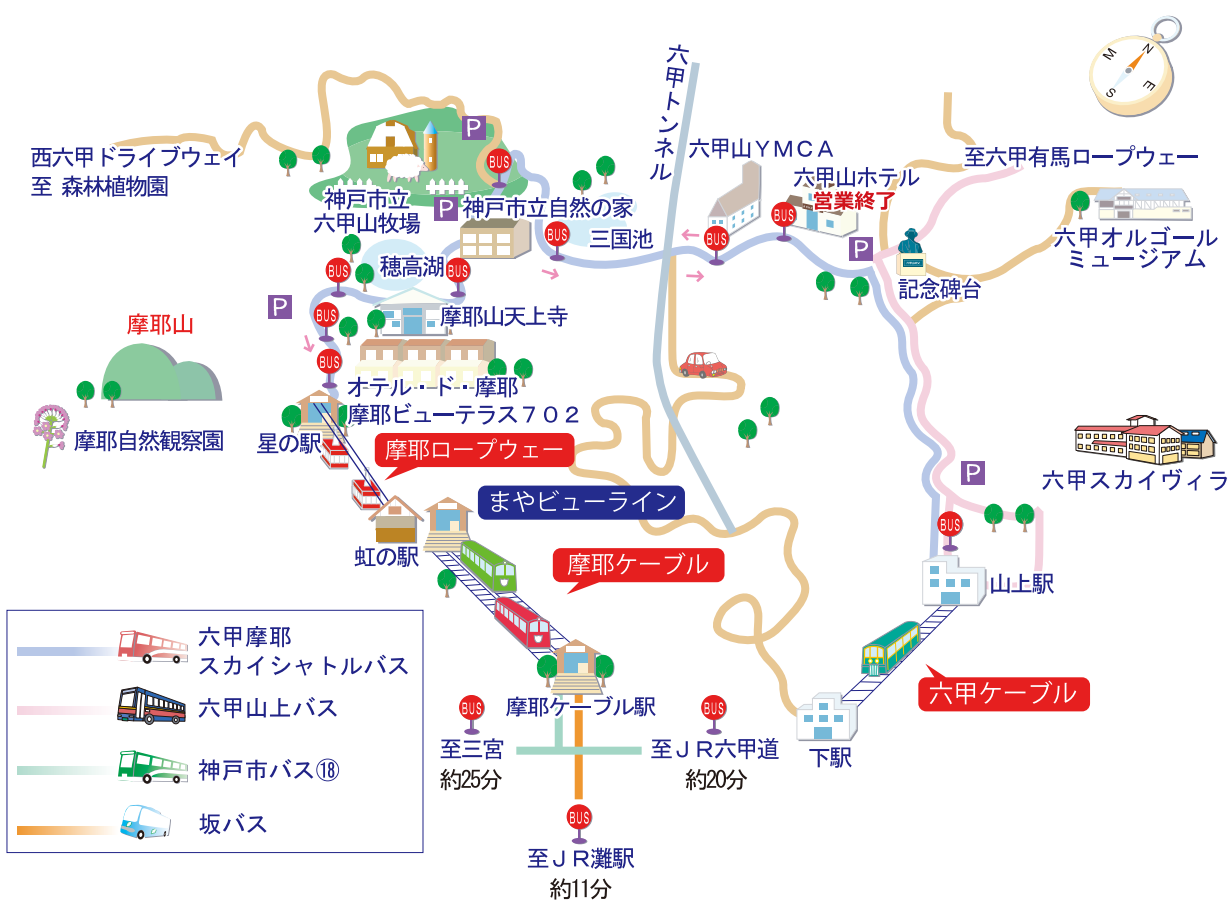 N
M
E
S
六甲トンネル
西六甲ドライブウェイ
至 森林植物園
P
BUS
神戸市立
六甲山牧場
P
神戸市立自然の家
BUS
三国池
六甲山YMCA
BUS
六甲山ホテル
営業終了
BUS
P
至六甲有馬ロープウェー
六甲オルゴール
ミュージアム
記念碑台
穂高湖
BUS
BUS
P
BUS
摩耶山天上寺
BUS
摩耶山
オテル・ド・摩耶
摩耶ビューテラス702
摩耶自然観察園
星の駅
摩耶ロープウェー
まやビューライン
虹の駅
摩耶ケーブル
六甲スカイヴィラ
P
BUS
山上駅
六甲ケーブル
下駅
摩耶ケーブル駅
BUS
至三宮
約25分
BUS
至JR六甲道
約20分
BUS
至JR灘駅
約11分
六甲摩耶
スカイシャトルバス
六甲山上バス
神戸市バス⑱
坂バス